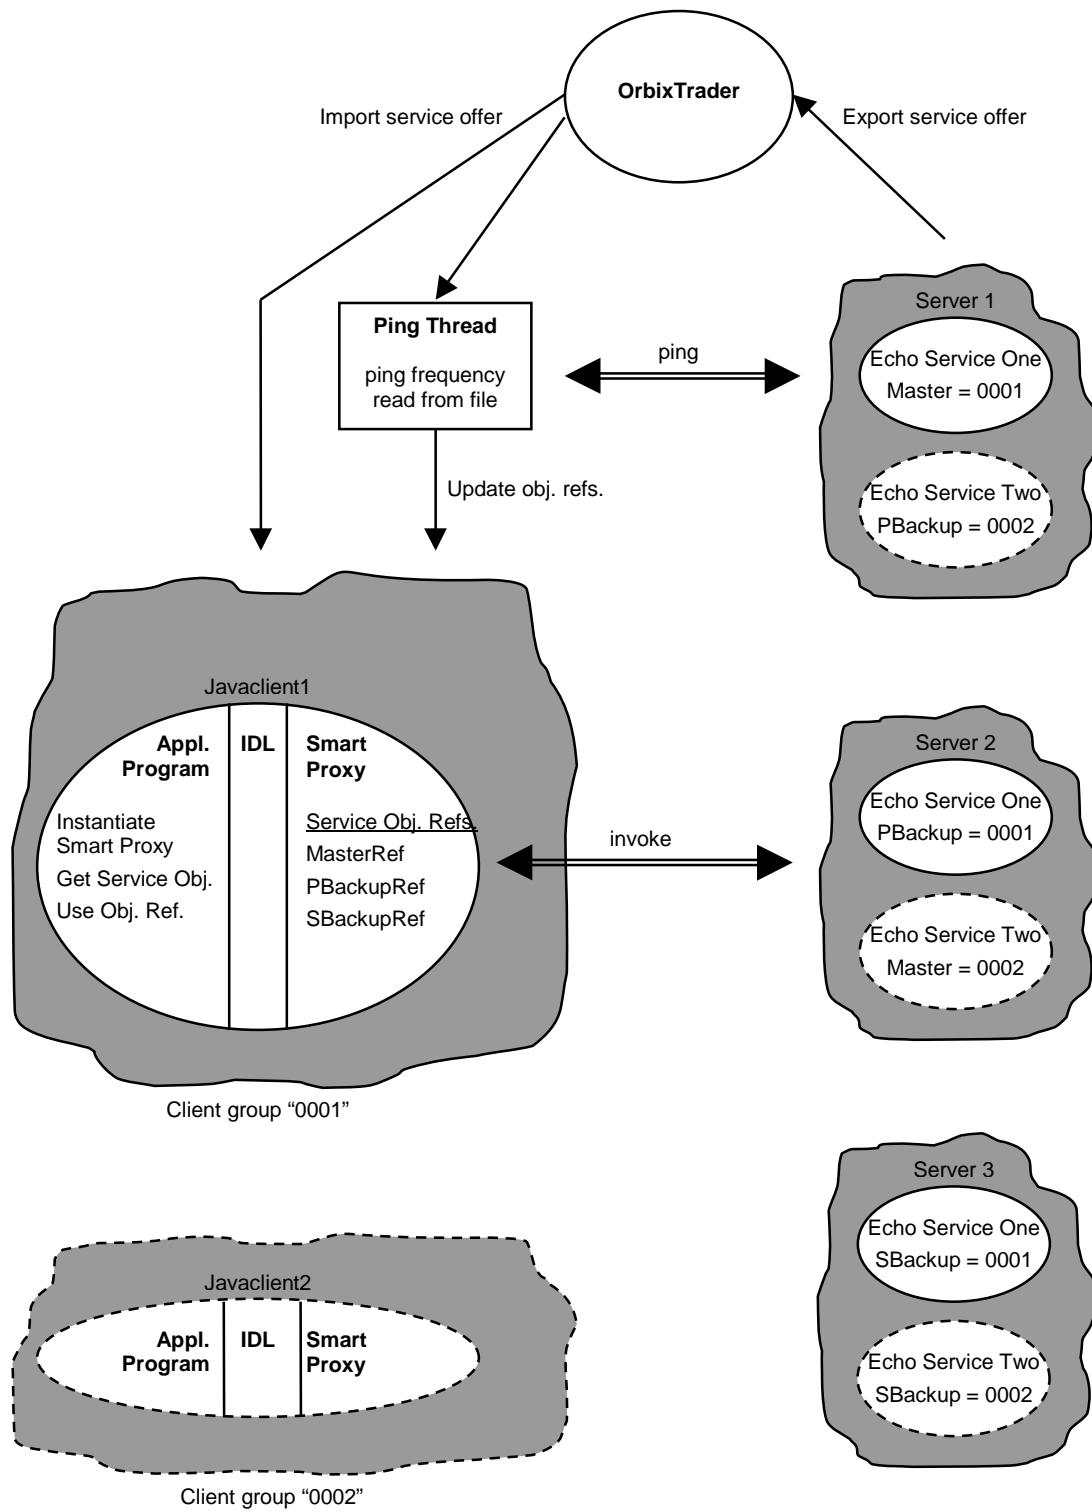 OrbixTrader
Import service offer
Export service offer
Ping Thread
ping frequency
read from file
ping
Update obj. refs.
Server 1
Echo Service One
Master = 0001
Echo Service Two
PBackup = 0002
Javaclient1
Appl.
Program
IDL
Smart
Proxy
Instantiate
Smart Proxy
Get Service Obj.
Use Obj. Ref.
Service Obj. Refs.
MasterRef
PBackupRef
SBackupRef
invoke
Client group “0001”
Server 2
Echo Service One
PBackup = 0001
Echo Service Two
Master = 0002
Server 3
Echo Service One
SBackup = 0001
Echo Service Two
SBackup = 0002
Javaclient2
Appl.
Program
IDL
Smart
Proxy
Client group “0002”